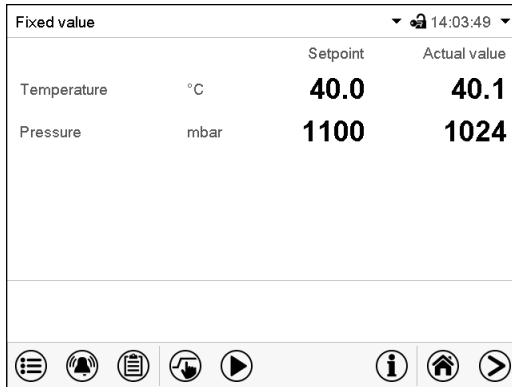 Fixed value 14:03:49
Setpoint Actual value
Temperature °C 40.0 40.1
Pressure mbar 1100 1024